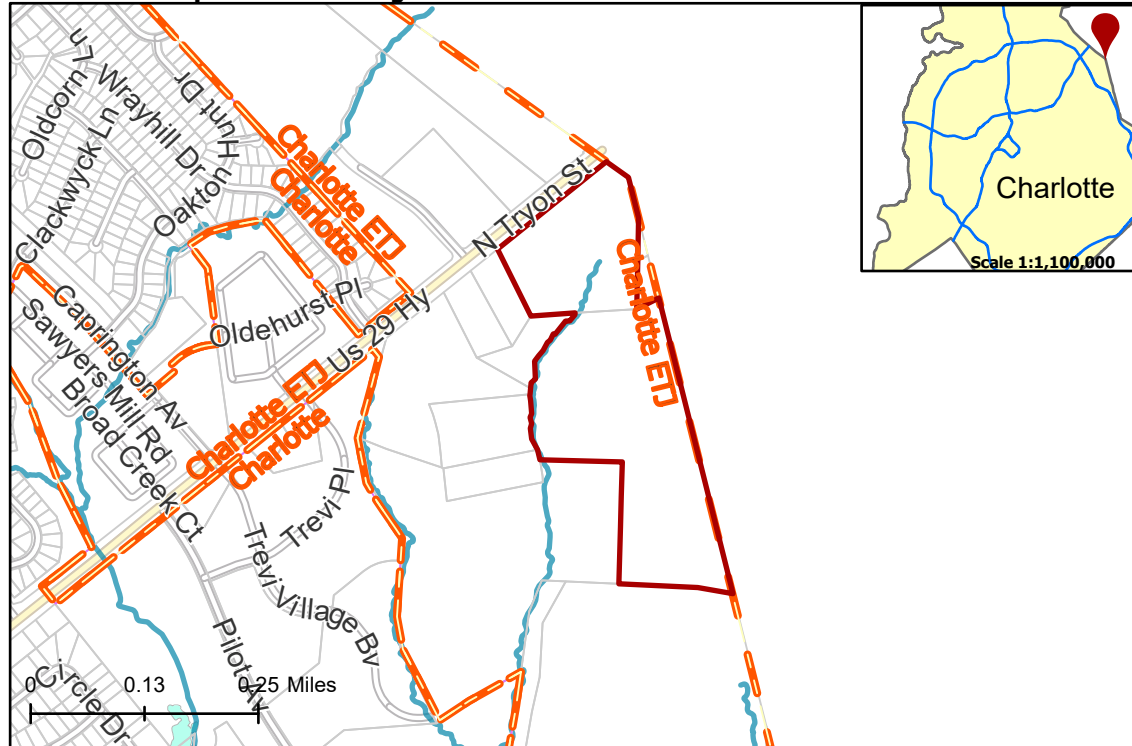 Oldcorn Ln
Wrayhill Dr
Hunt Dr
Clackwyck Ln
Oakton
Charlotte ETJ
Charlotte
N Tryon St
Charlotte ETJ
Caprington Av
Sawyers Mill Rd
Broad Creek Ct
Oldehurst Pl
Us 29 Hy
Charlotte ETJ
Charlotte
Trevi Pl
Trevi Village Bv
Pilot Av
Circle Dr
0 0.13 0.25 Miles
Charlotte
Scale 1:1,100,000